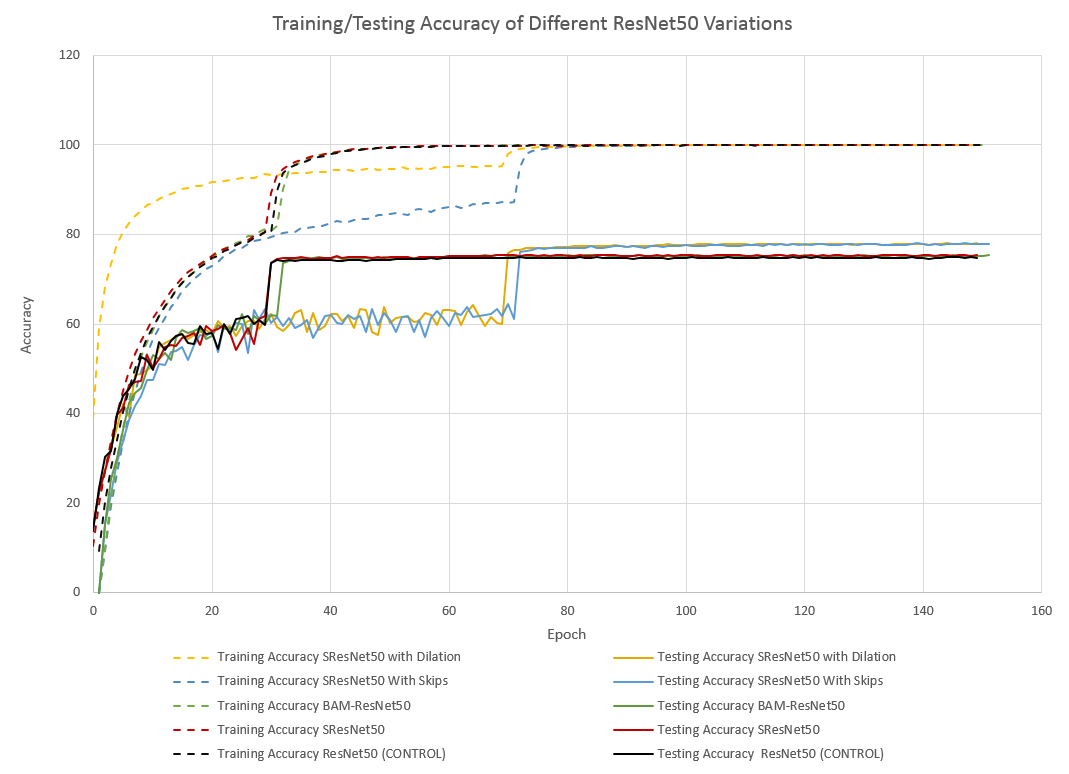 Training/Testing Accuracy of Different ResNet50 Variations
120
100
80
60
40
20
0
Accuracy
0 20 40 60 80 100 120 140 160
Epoch
Training Accuracy SResNet50 with Dilation Testing Accuracy SResNet50 with Dilation
Training Accuracy SResNet50 With Skips Testing Accuracy SResNet50 With Skips
Training Accuracy BAM-ResNet50 Testing Accuracy BAM-ResNet50
Training Accuracy SResNet50 Testing Accuracy SResNet50
Training Accuracy ResNet50 (CONTROL) Testing Accuracy  ResNet50 (CONTROL)